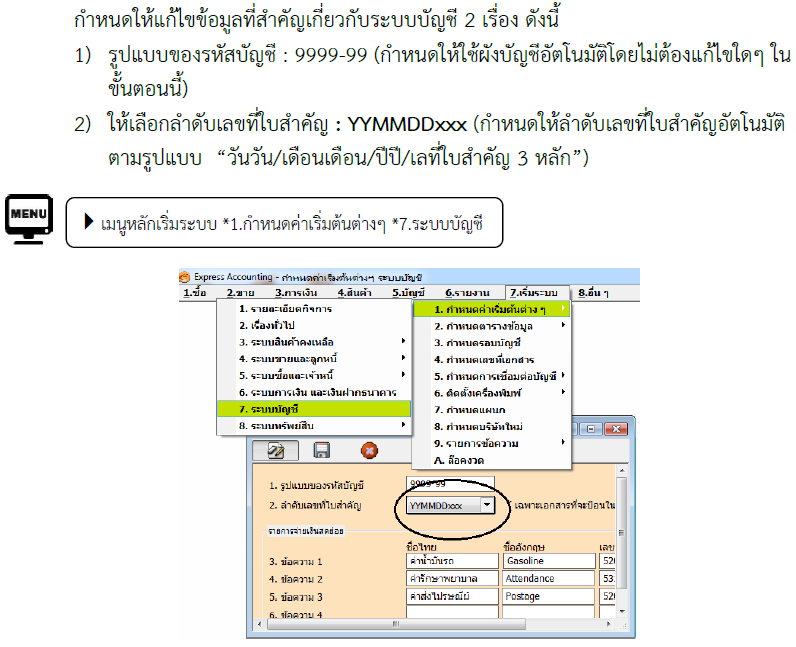 กำหนดให้แก้ไขข้อมูลที่สำคัญเกี่ยวกับระบบบัญชี 2 เรื่อง ดังนี้
1) รูปแบบของรหัสบัญชี : 9999-99 (กำหนดให้ใช้ผังบัญชีอัตโนมัติโดยไม่ต้องแก้ไขใดๆ ใน
ขั้นตอนนี้)
2) ให้เลือกลำดับเลขที่ใบสำคัญ : YYMMDDxxx (กำหนดให้ลำดับเลขที่ใบสำคัญอัตโนมัติ
ตามรูปแบบ “วันวัน/เดือนเดือน/ปีปี/เลที่ใบสำคัญ 3 หลัก”)
MENU
เมนูหลักเริ่มระบบ *1.กำหนดค่าเริ่มต้นต่างๆ *7.ระบบบัญชี
Express Accounting - กำหนดค่าเริ่มต้นต่างๆ ระบบบัญชี
1.ซื้อ 2.ขาย 3.การเงิน 4.สินค้า 5.บัญชี 6.รายงาน 7.เริ่มระบบ 8.อื่น ๆ
1. รายละเอียดกิจการ
2. เรื่องทั่วไป
3. ระบบสินค้าคงเหลือ
4. ระบบขายและลูกหนี้
5. ระบบซื้อและเจ้าหนี้
6. ระบบการเงิน และเงินฝากธนาคาร
7. ระบบบัญชี
8. ระบบทรัพย์สิน
1. กำหนดค่าเริ่มต้นต่าง ๆ
2. กำหนดตารางข้อมูล
3. กำหนดรอบบัญชี
4. กำหนดเลขที่เอกสาร
5. กำหนดการเชื่อมต่อบัญชี
6. ติดตั้งเครื่องพิมพ์
7. กำหนดแผนก
8. กำหนดบริษัทใหม่
9. รายการข้อความ
A. ล๊อคงวด
1. รูปแบบของรหัสบัญชี 9999-99
2. ลำดับเลขที่ใบสำคัญ YYMMDDxxx เฉพาะเอกสารที่จะป้อนใน
รายการจ่ายเงินสดย่อย
ชื่อไทย ชื่ออังกฤษ เลข
3. ข้อความ 1 ค่าน้ำมันรถ Gasoline 520
4. ข้อความ 2 ค่ารักษาพยาบาล Attendance 53
5. ข้อความ 3 ค่าส่งไปรษณีย์ Postage 520
6. ข้อความ 4